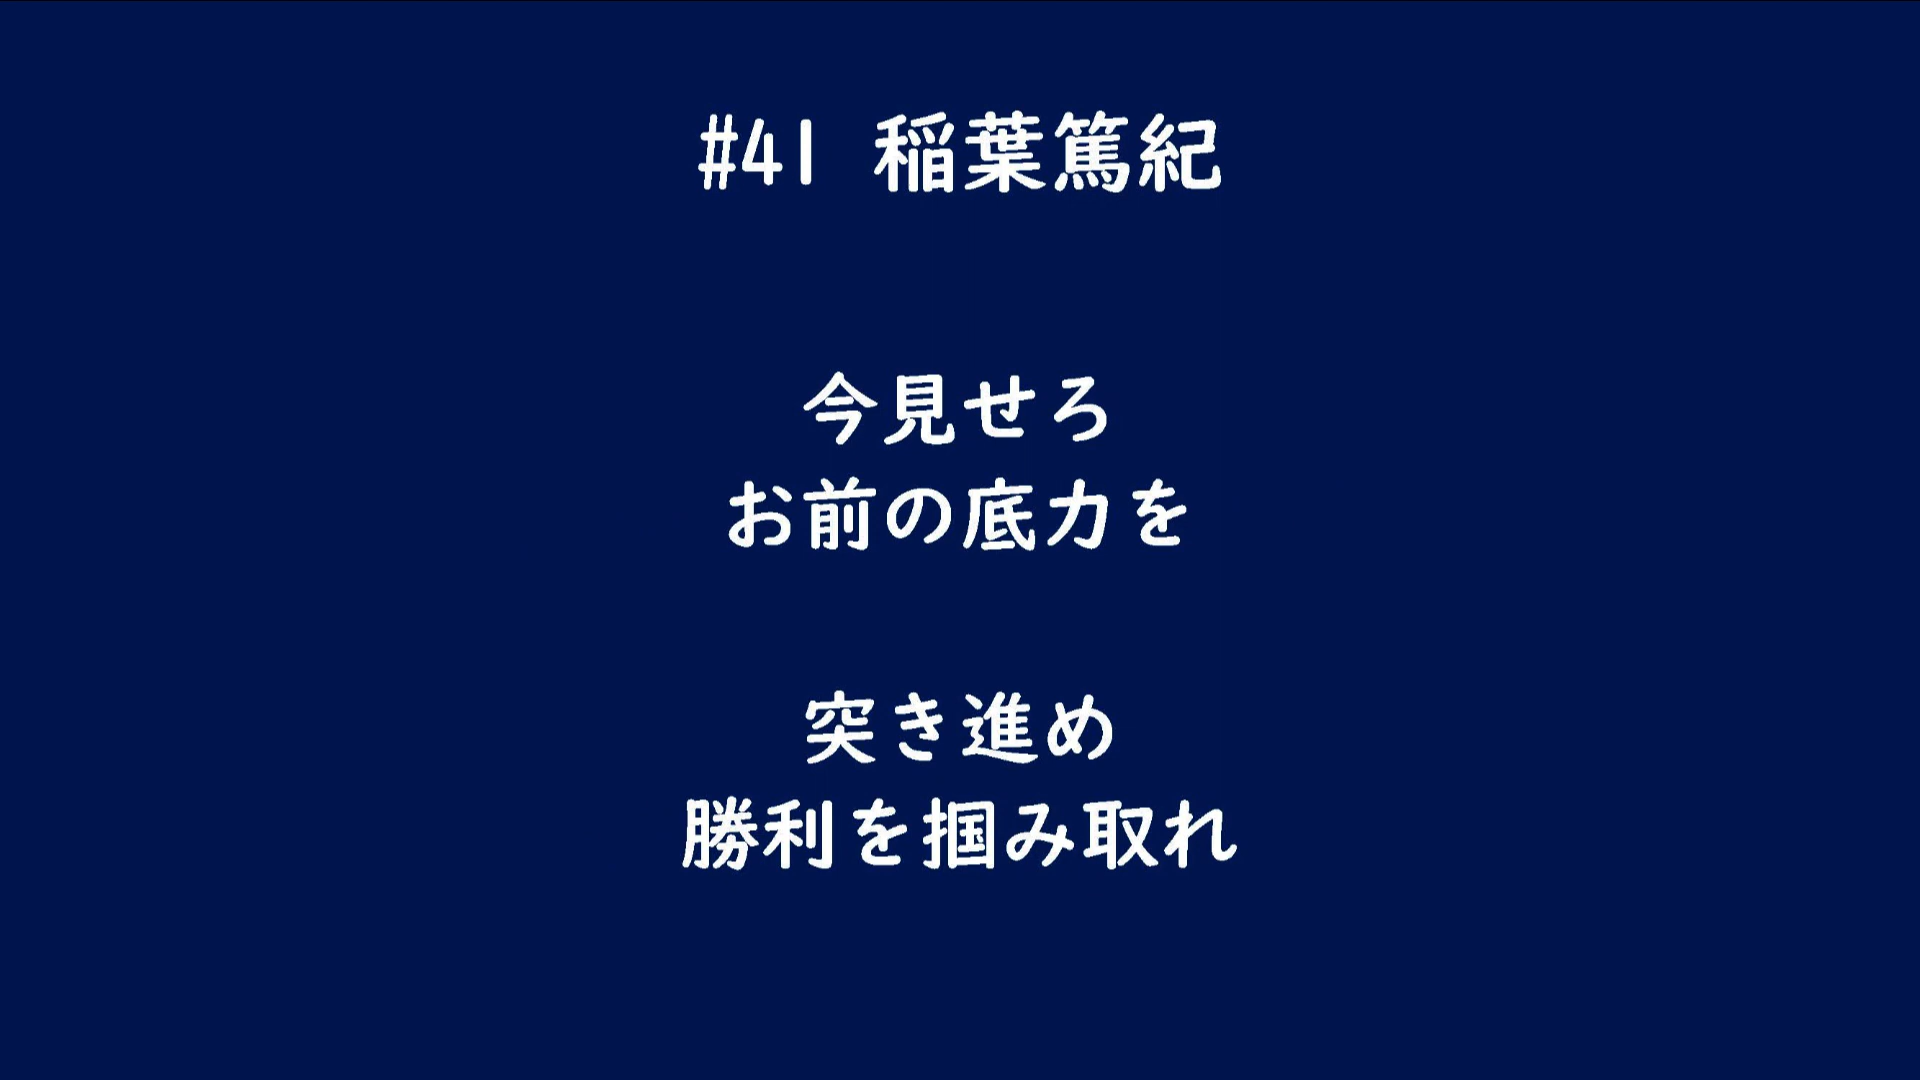 #41 稲葉篤紀
今見せろ
お前の底力を
突き進め
勝利を掴み取れ